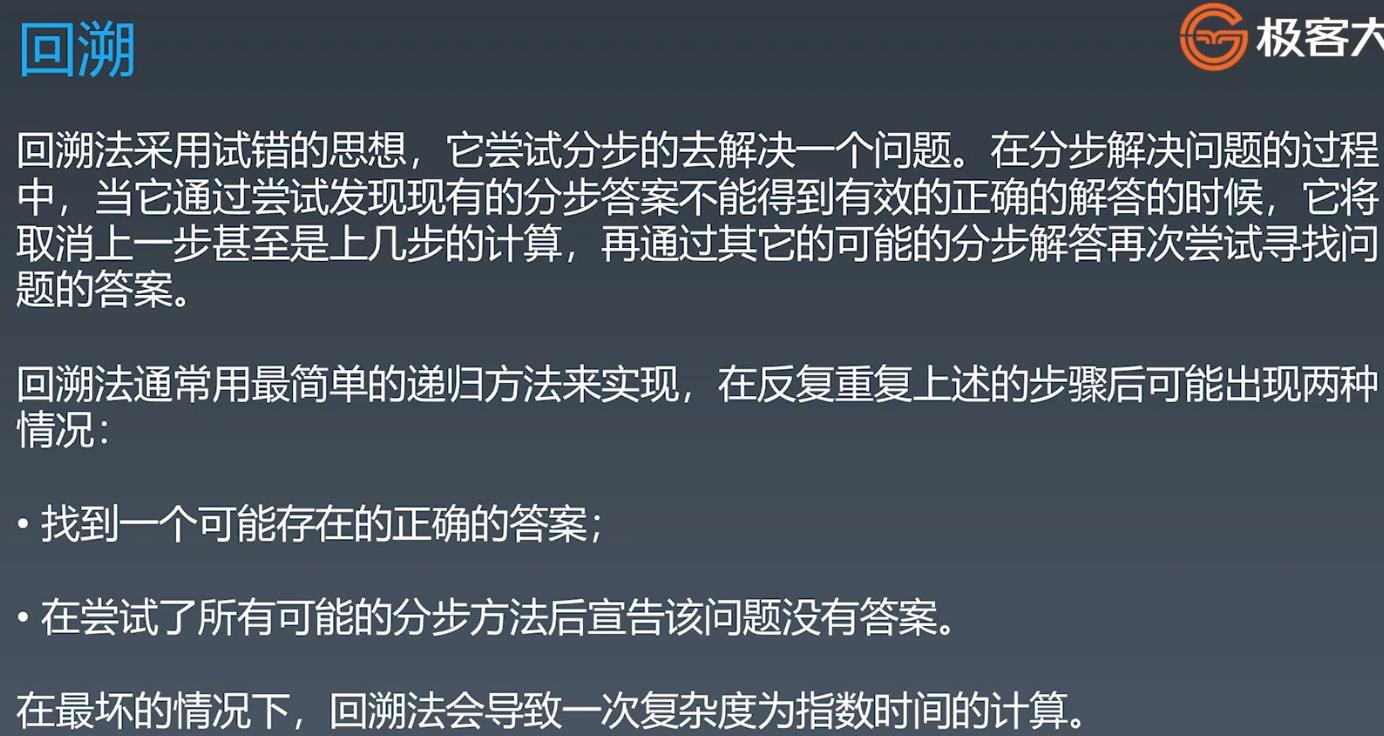 回溯
极客大
回溯法采用试错的思想，它尝试分步的去解决一个问题。在分步解决问题的过程
中，当它通过尝试发现现有的分步答案不能得到有效的正确的解答的时候，它将
取消上一步甚至是上几步的计算，再通过其它的可能的分步解答再次尝试寻找问
题的答案。
回溯法通常用最简单的递归方法来实现，在反复重复上述的步骤后可能出现两种
情况：
• 找到一个可能存在的正确的答案；
• 在尝试了所有可能的分步方法后宣告该问题没有答案。
在最坏的情况下，回溯法会导致一次复杂度为指数时间的计算。